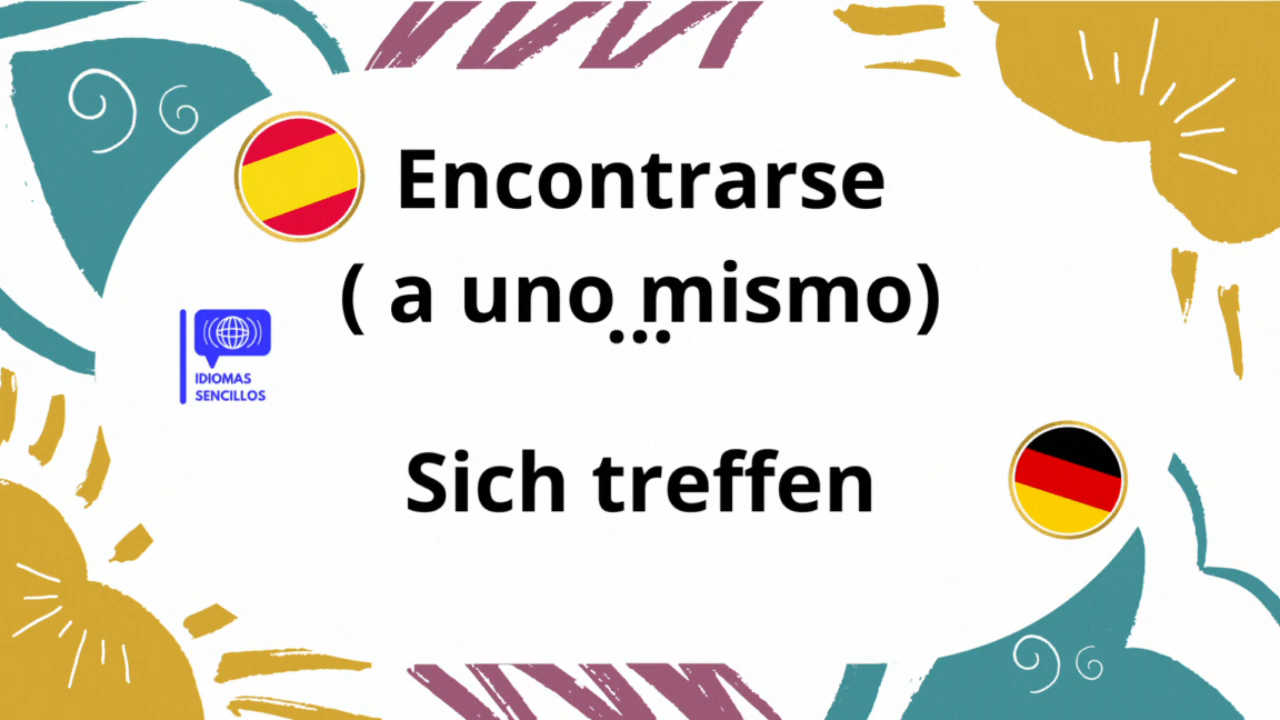 Encontrarse
( a uno mismo)
...
IDIOMAS
SENCILLOS
Sich treffen